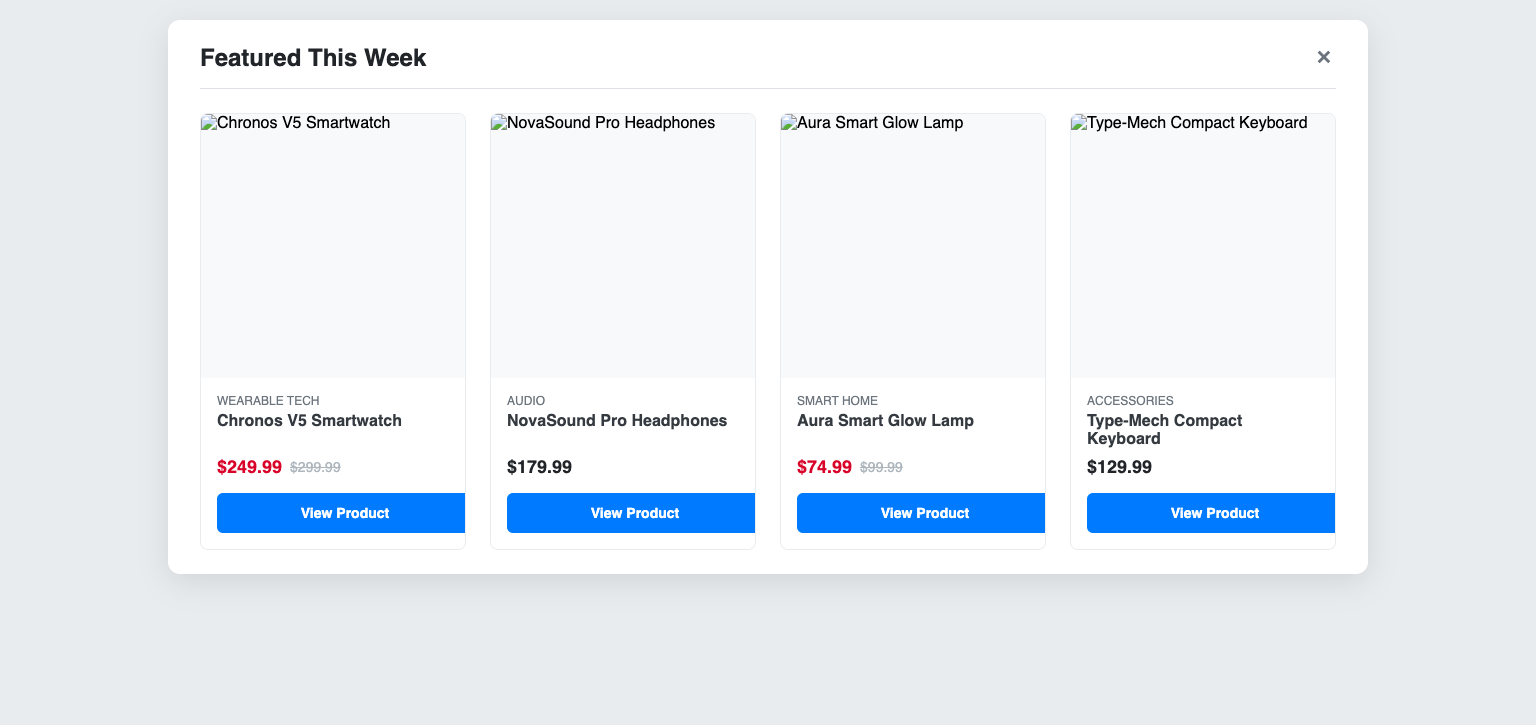 Featured This Week ×
Chronos V5 Smartwatch
NovaSound Pro Headphones
Aura Smart Glow Lamp
Type-Mech Compact Keyboard
WEARABLE TECH
Chronos V5 Smartwatch
$249.99 $299.99
View Product
AUDIO
NovaSound Pro Headphones
$179.99
View Product
SMART HOME
Aura Smart Glow Lamp
$74.99 $99.99
View Product
ACCESSORIES
Type-Mech Compact
Keyboard
$129.99
View Product